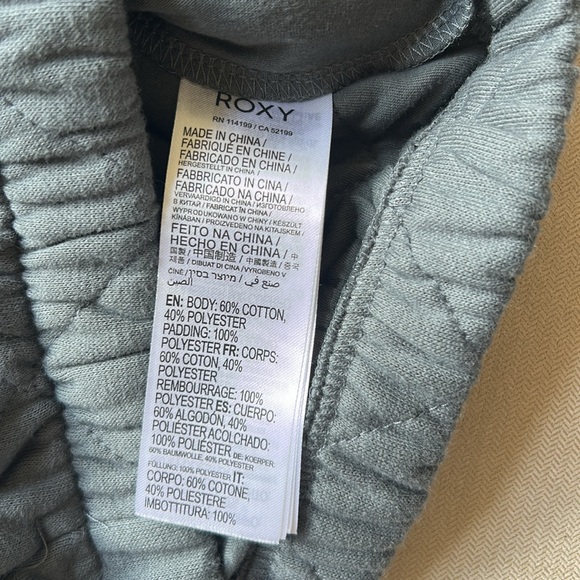 ROXY
RN 114199 / CA 52199
MADE IN CHINA /
FABRIQUÉ EN CHINE /
FABRICADO EN CHINA /
HERGESTELLT IN CHINA /
FABBRICATO IN CINA /
FABRICADO NA CHINA /
VERVAARDIGD IN CHINA / ИЗГОТОВЛЕНО
В КИТАЙ / FABRICAT ÎN CHINA / KÉSZÜLT
KÍNÁBAN / PROIZVEDENO NA KITAJSKEM /
WYPRODUKOWANO W CHINY /
FEITO NA CHINA /
HECHO EN CHINA / 中
国製造 / 中國製造 / 중국
제품 / DIBUAT DI CINA / VYROBENO V
ČÍNĚ / מיוצר בסין / صنع في
الصين
EN: BODY: 60% COTTON,
40% POLYESTER
PADDING: 100%
POLYESTER FR: CORPS:
60% COTON, 40%
POLYESTER
REMBOURRAGE: 100%
POLYESTER ES: CUERPO:
60% ALGODÓN, 40%
POLIÉSTER ACOLCHADO:
100% POLIÉSTER DE: KOERPER:
60% BAUMWOLLE, 40% POLYESTER
FÜLLUNG: 100% POLYESTER IT:
CORPO: 60% COTONE,
40% POLIESTERE
IMBOTTITURA: 100%